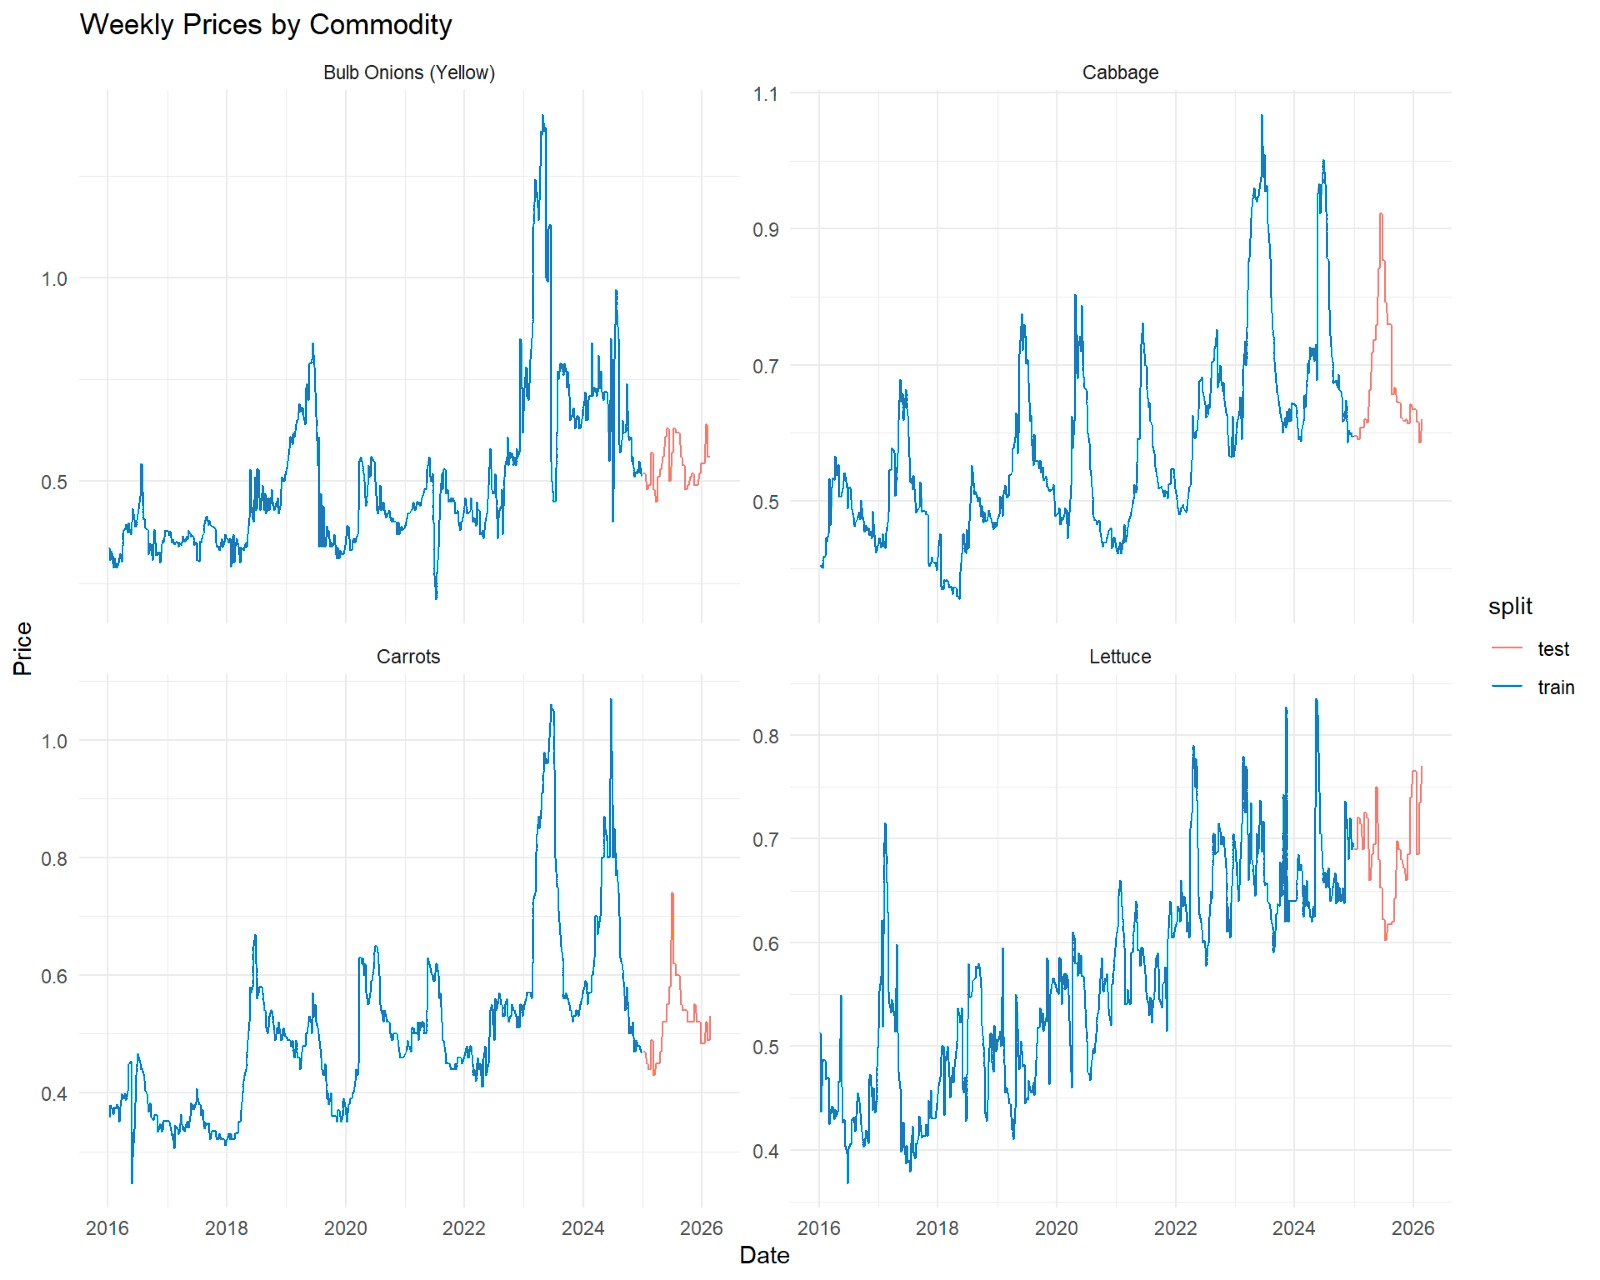 Weekly Prices by Commodity
Bulb Onions (Yellow)
Cabbage
1.0
0.5
1.1
0.9
0.7
0.5
Carrots
Lettuce
1.0
0.8
0.6
0.4
0.8
0.7
0.6
0.5
0.4
2016 2018 2020 2022 2024 2026
2016 2018 2020 2022 2024 2026
Price
Date
split
test
train